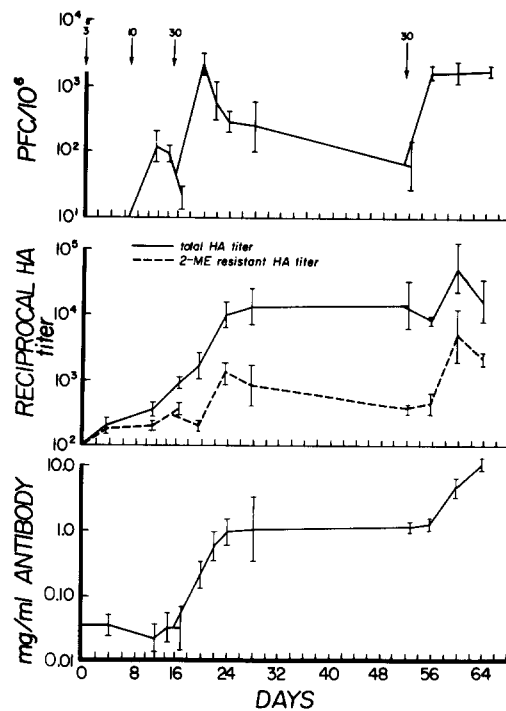 10⁴
3
10
30
30
10³
10²
10¹
PFC/10⁶
10⁵
total HA titer
2-ME resistant HA titer
10⁴
10³
10²
RECIPROCAL HA
titer
10.0
1.0
0.10
0.01
mg/ml ANTIBODY
0 8 16 24 32 40 48 56 64
DAYS